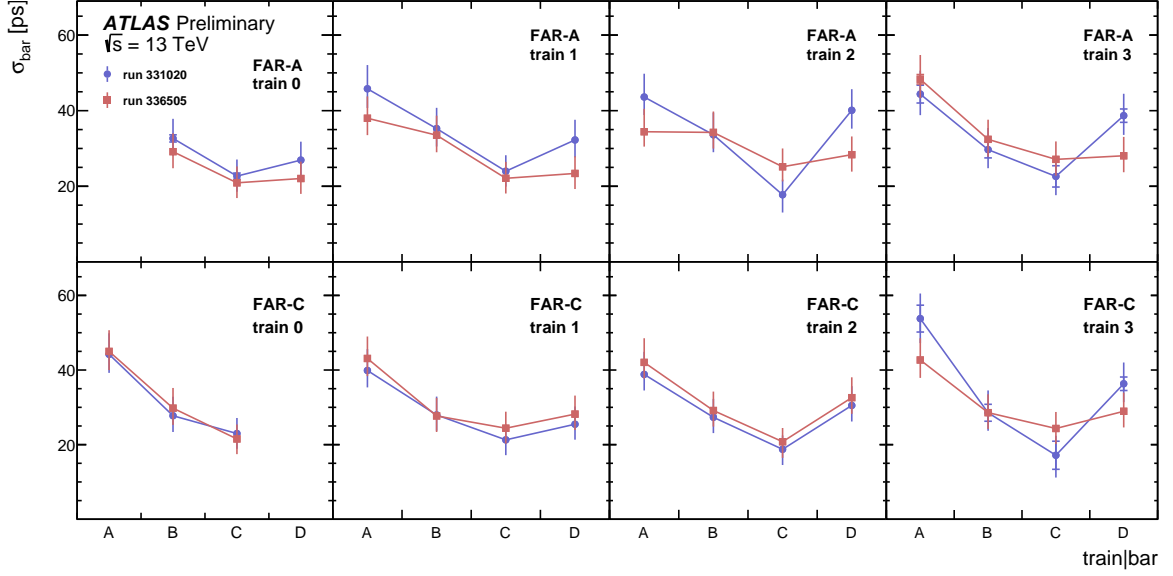 σbar [ps]
ATLAS Preliminary
√s = 13 TeV
run 331020
run 336505
FAR-A
train 0
FAR-A
train 1
FAR-A
train 2
FAR-A
train 3
60
40
20
FAR-C
train 0
FAR-C
train 1
FAR-C
train 2
FAR-C
train 3
60
40
20
A B C D A B C D A B C D A B C D
train|bar